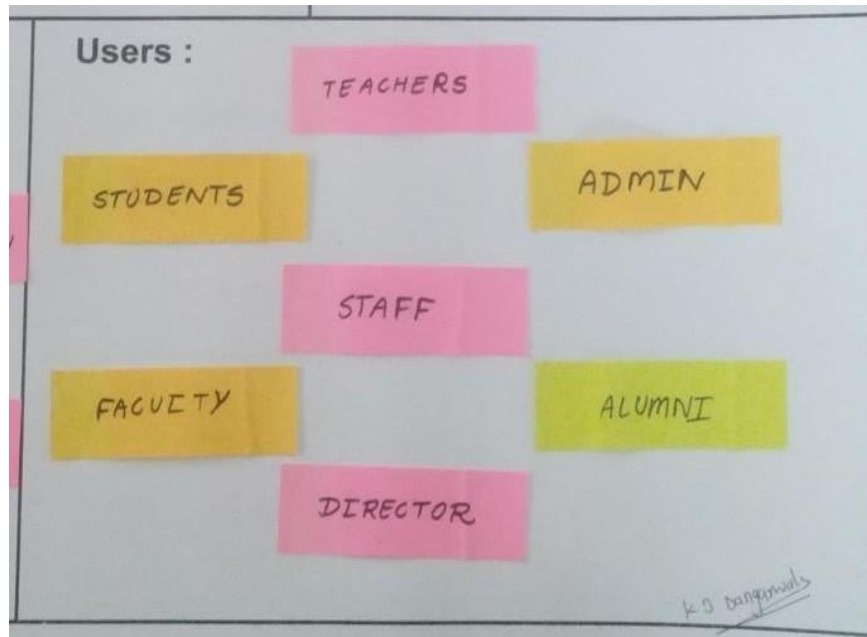 Users :
TEACHERS
STUDENTS
ADMIN
STAFF
FACULTY
ALUMNI
DIRECTOR
K J